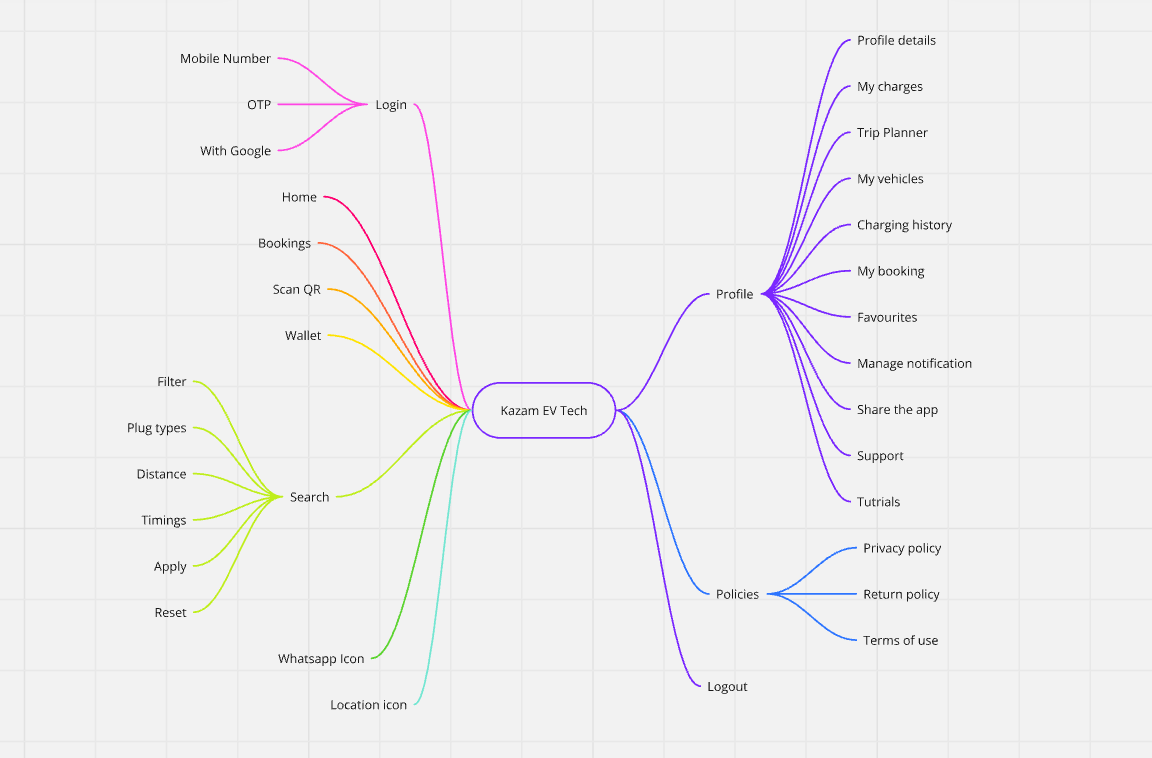 Mobile Number
OTP
With Google
Login
Home
Bookings
Scan QR
Wallet
Filter
Plug types
Distance
Timings
Apply
Reset
Search
Whatsapp Icon
Location icon
Kazam EV Tech
Profile
Profile details
My charges
Trip Planner
My vehicles
Charging history
My booking
Favourites
Manage notification
Share the app
Support
Tutrials
Policies
Privacy policy
Return policy
Terms of use
Logout